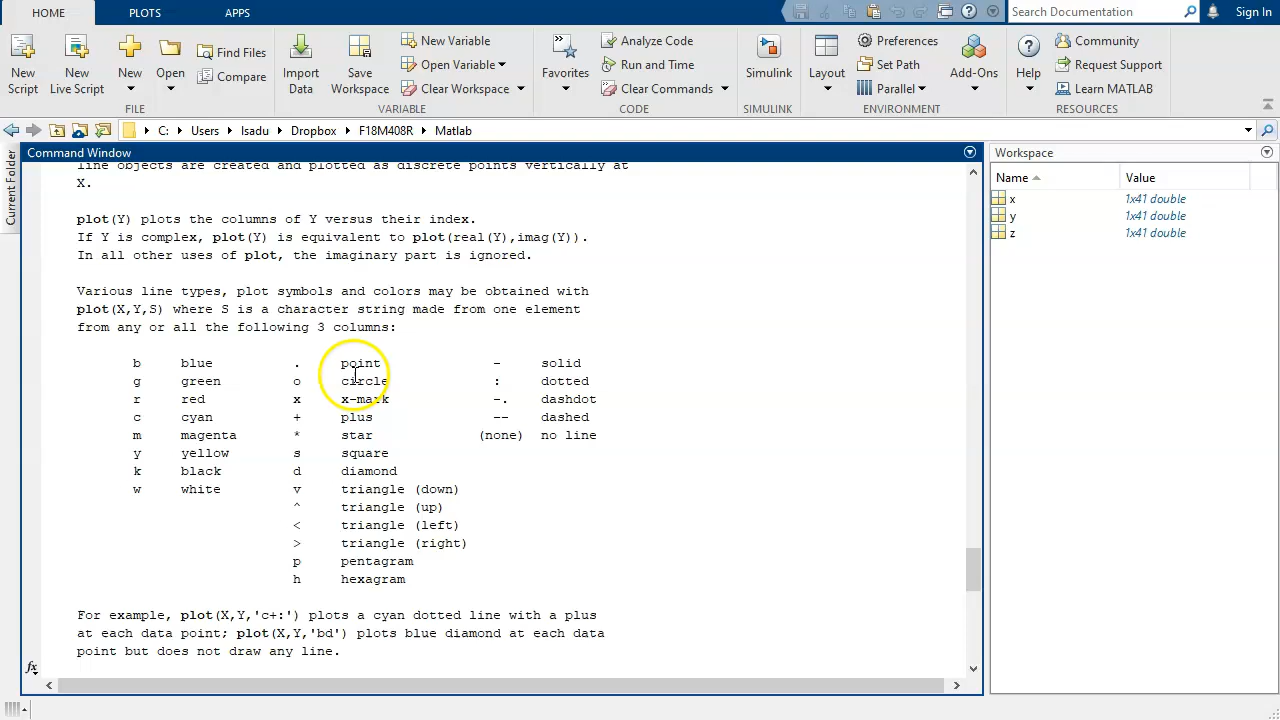 HOME PLOTS APPS Search Documentation Sign In
New Script
New Live Script
New
Open
Find Files
Compare
FILE
Import Data
Save Workspace
New Variable
Open Variable
Clear Workspace
VARIABLE
Favorites
Analyze Code
Run and Time
Clear Commands
CODE
Simulink
SIMULINK
Layout
Preferences
Set Path
Parallel
Add-Ons
ENVIRONMENT
Help
Community
Request Support
Learn MATLAB
RESOURCES
C: Users Isadu Dropbox F18M408R Matlab
Current Folder
Command Window
line objects are created and plotted as discrete points vertically at
X.
plot(Y) plots the columns of Y versus their index.
If Y is complex, plot(Y) is equivalent to plot(real(Y),imag(Y)).
In all other uses of plot, the imaginary part is ignored.
Various line types, plot symbols and colors may be obtained with
plot(X,Y,S) where S is a character string made from one element
from any or all the following 3 columns:
b blue . point - solid
g green o circle : dotted
r red x x-mark -. dashdot
c cyan + plus -- dashed
m magenta * star (none) no line
y yellow s square
k black d diamond
w white v triangle (down)
^ triangle (up)
< triangle (left)
> triangle (right)
p pentagram
h hexagram
For example, plot(X,Y,'c+:') plots a cyan dotted line with a plus
at each data point; plot(X,Y,'bd') plots blue diamond at each data
point but does not draw any line.
fx
Workspace
Name Value
x 1x41 double
y 1x41 double
z 1x41 double